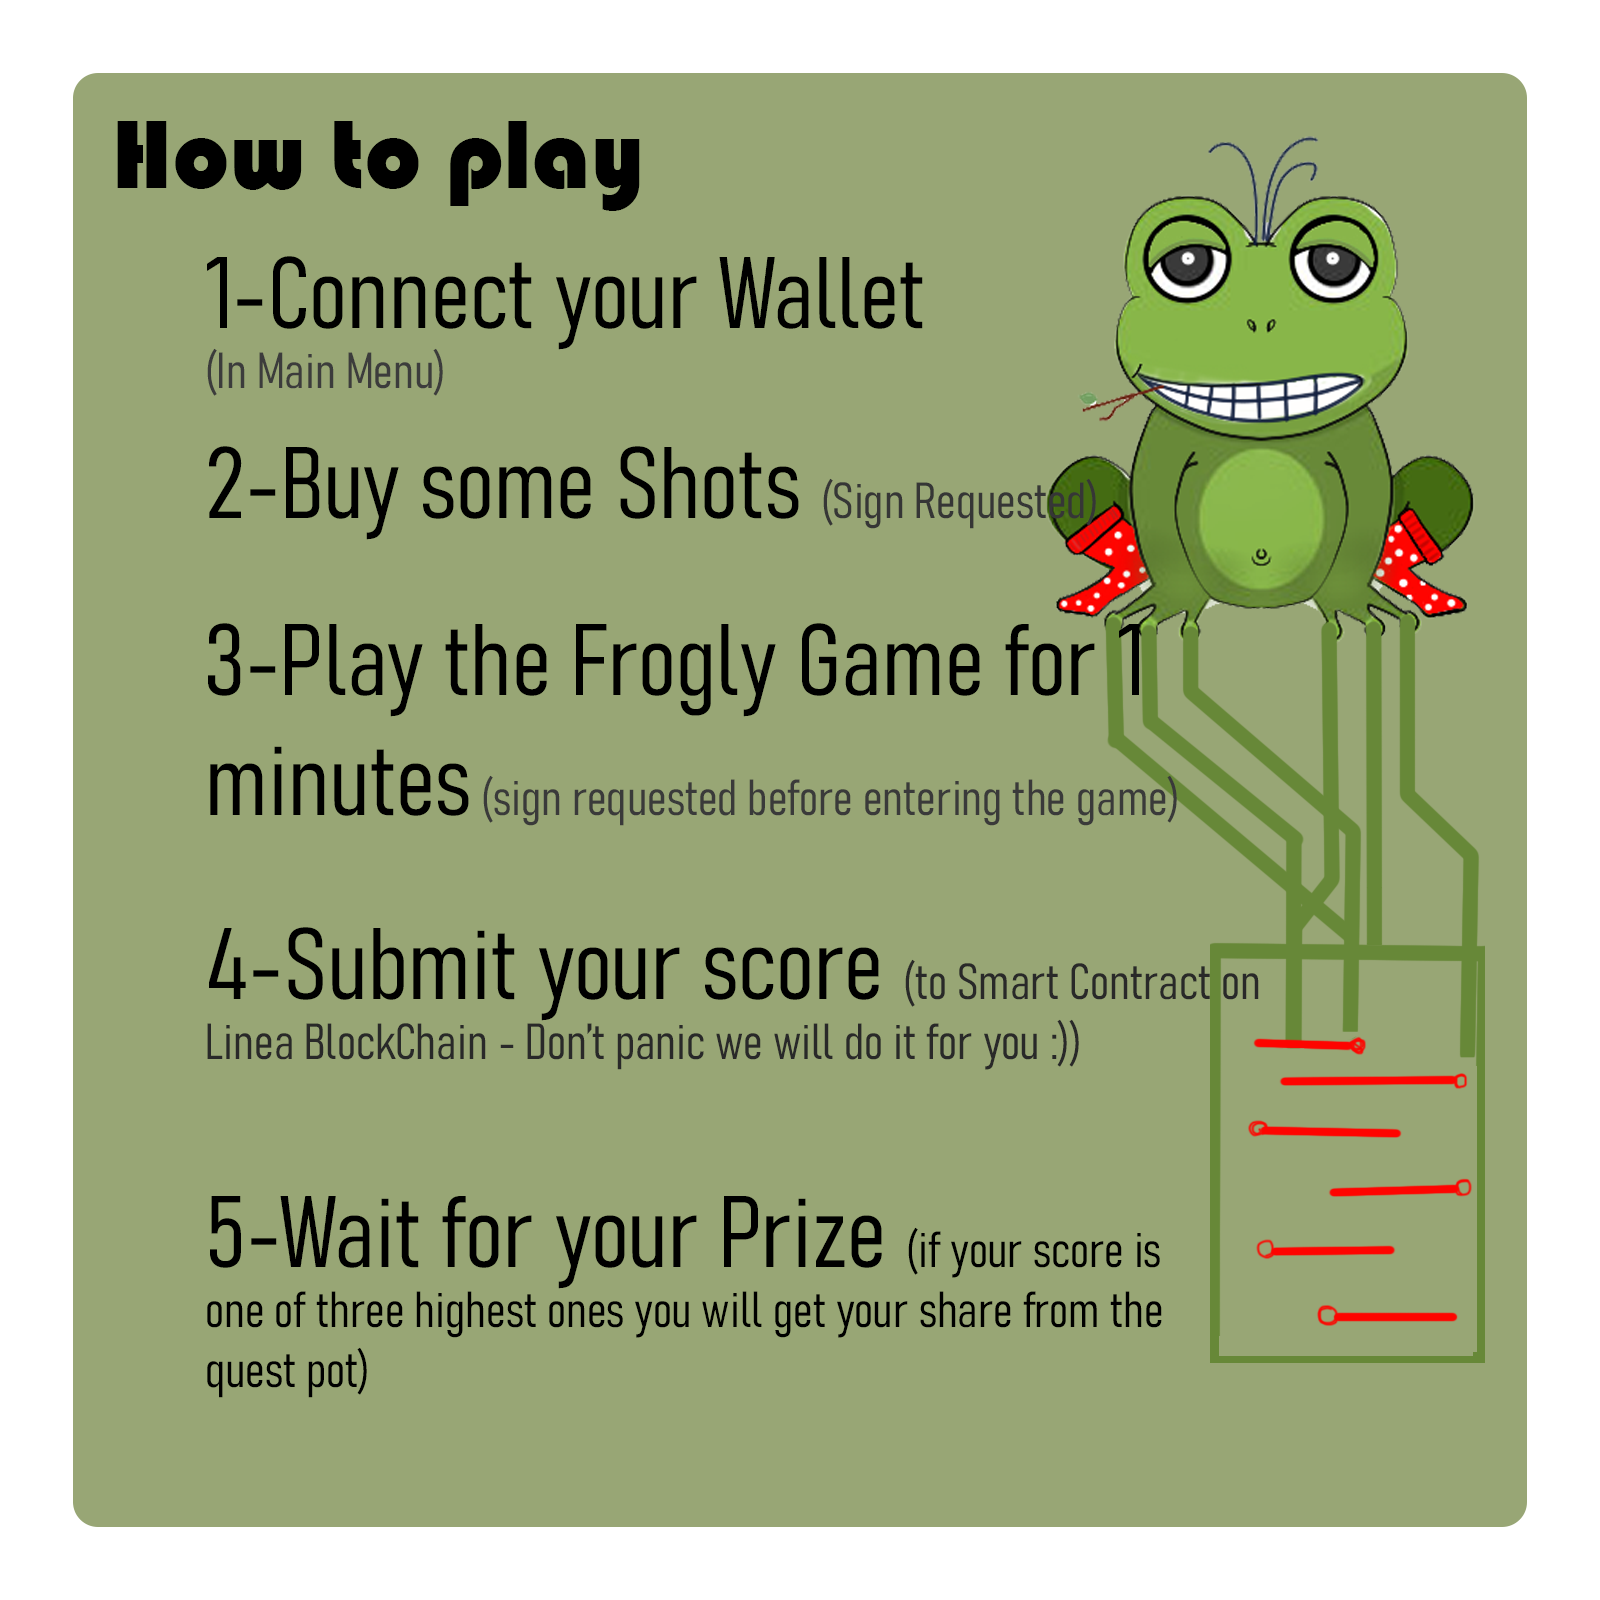 How to play
1-Connect your Wallet
(In Main Menu)
2-Buy some Shots (Sign Requested)
3-Play the Frogly Game for 1
minutes (sign requested before entering the game)
4-Submit your score (to Smart Contract on
Linea BlockChain - Don't panic we will do it for you :))
5-Wait for your Prize (if your score is
one of three highest ones you will get your share from the
quest pot)